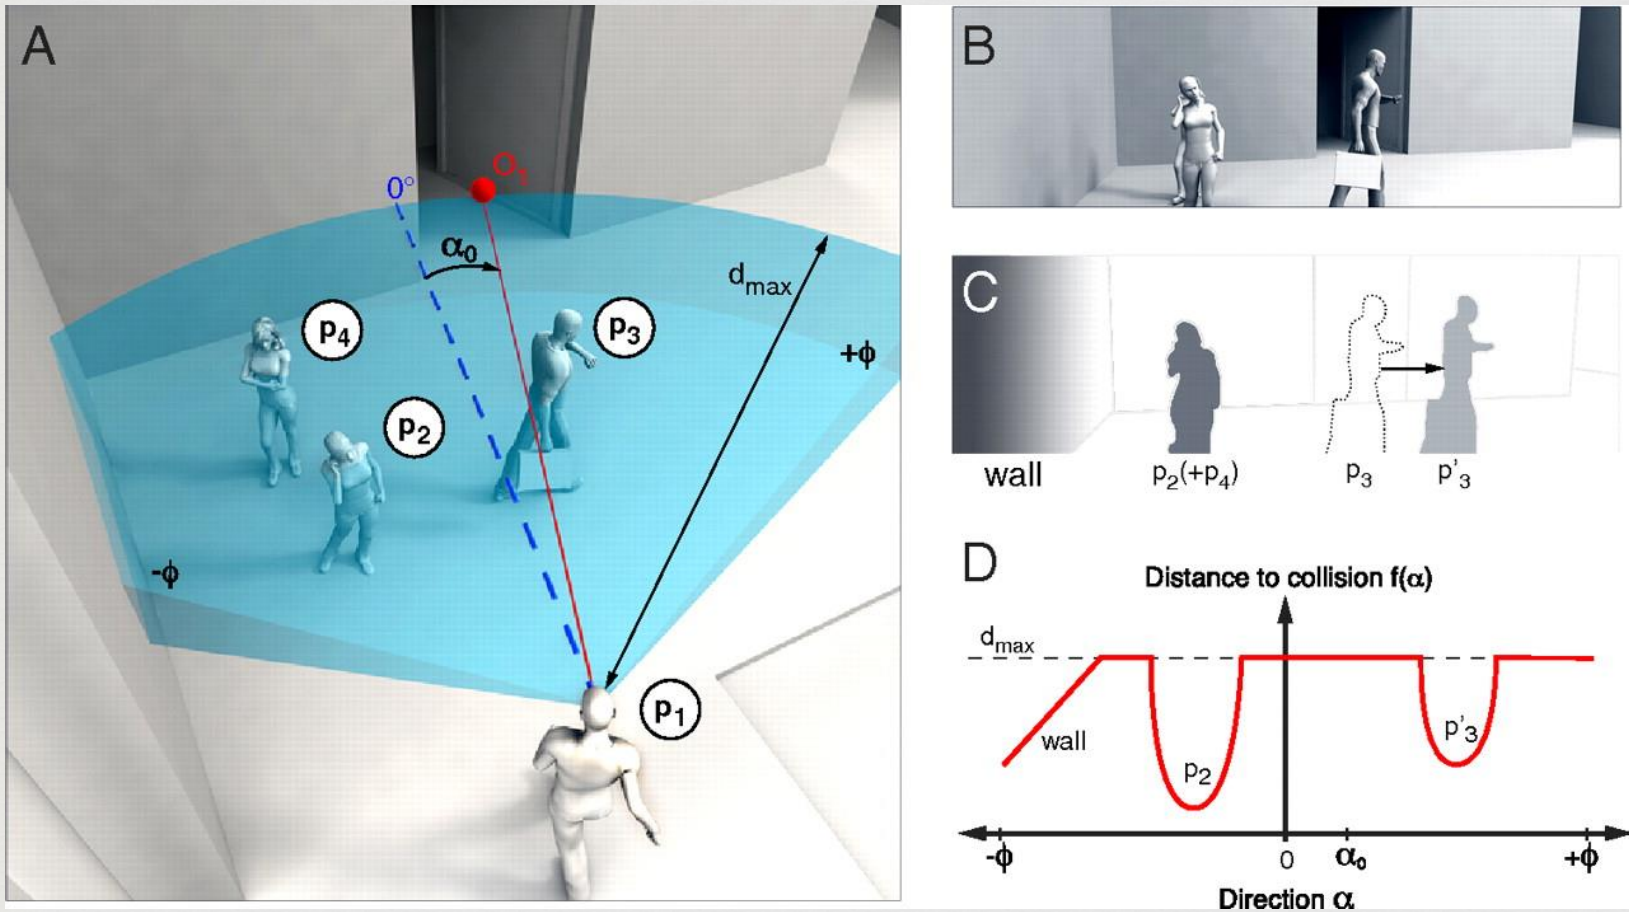 A
O₁
0°
α₀
dmax
p₄
p₃
+ϕ
p₂
-ϕ
p₁
B
C
wall
p₂(+p₄)
p₃
p'₃
D
Distance to collision f(α)
dmax
wall
p₂
p'₃
-ϕ
0
α₀
+ϕ
Direction α